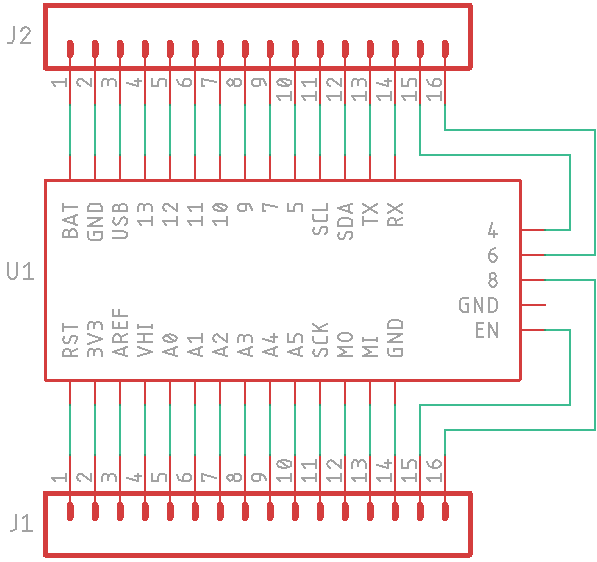 J2
1 2 3 4 5 6 7 8 9 10 11 12 13 14 15 16
BAT GND USB 13 12 11 10 9 7 5 SCL SDA TX RX
4
6
U1
8
GND
EN
RST 3V3 AREF VHI A0 A1 A2 A3 A4 A5 SCK MO MI GND
1 2 3 4 5 6 7 8 9 10 11 12 13 14 15 16
J1